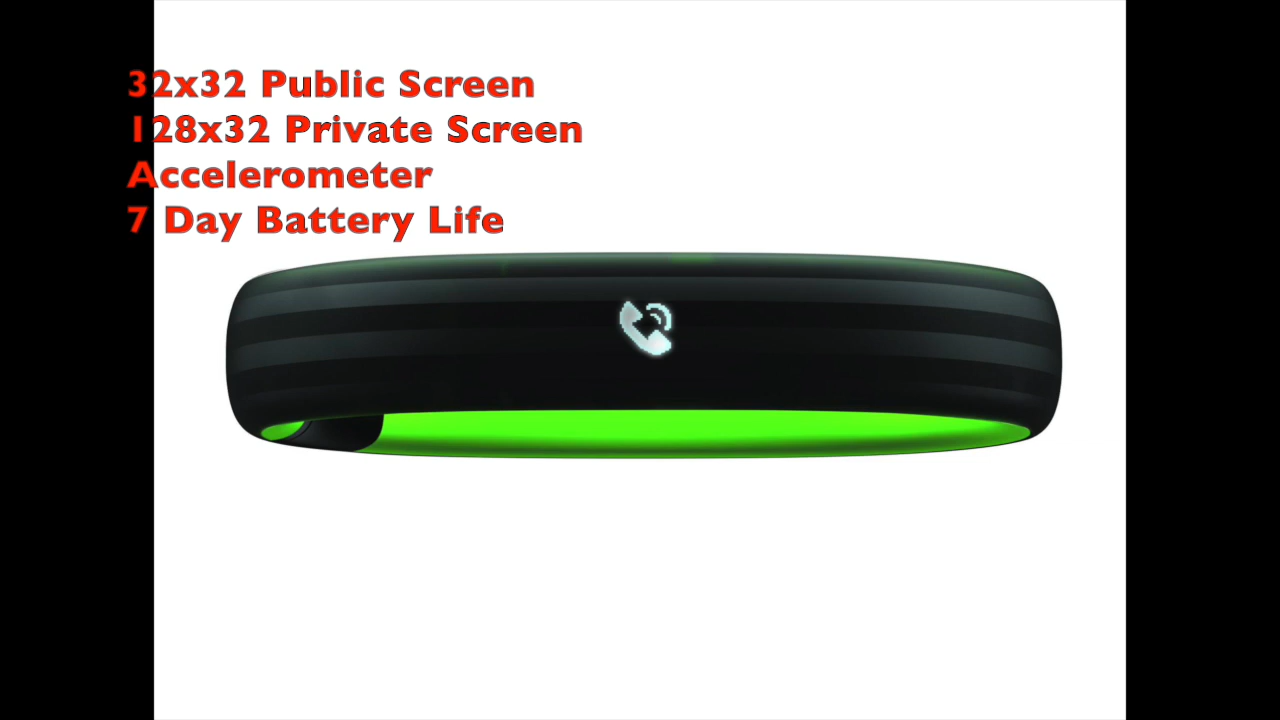 32x32 Public Screen
128x32 Private Screen
Accelerometer
7 Day Battery Life